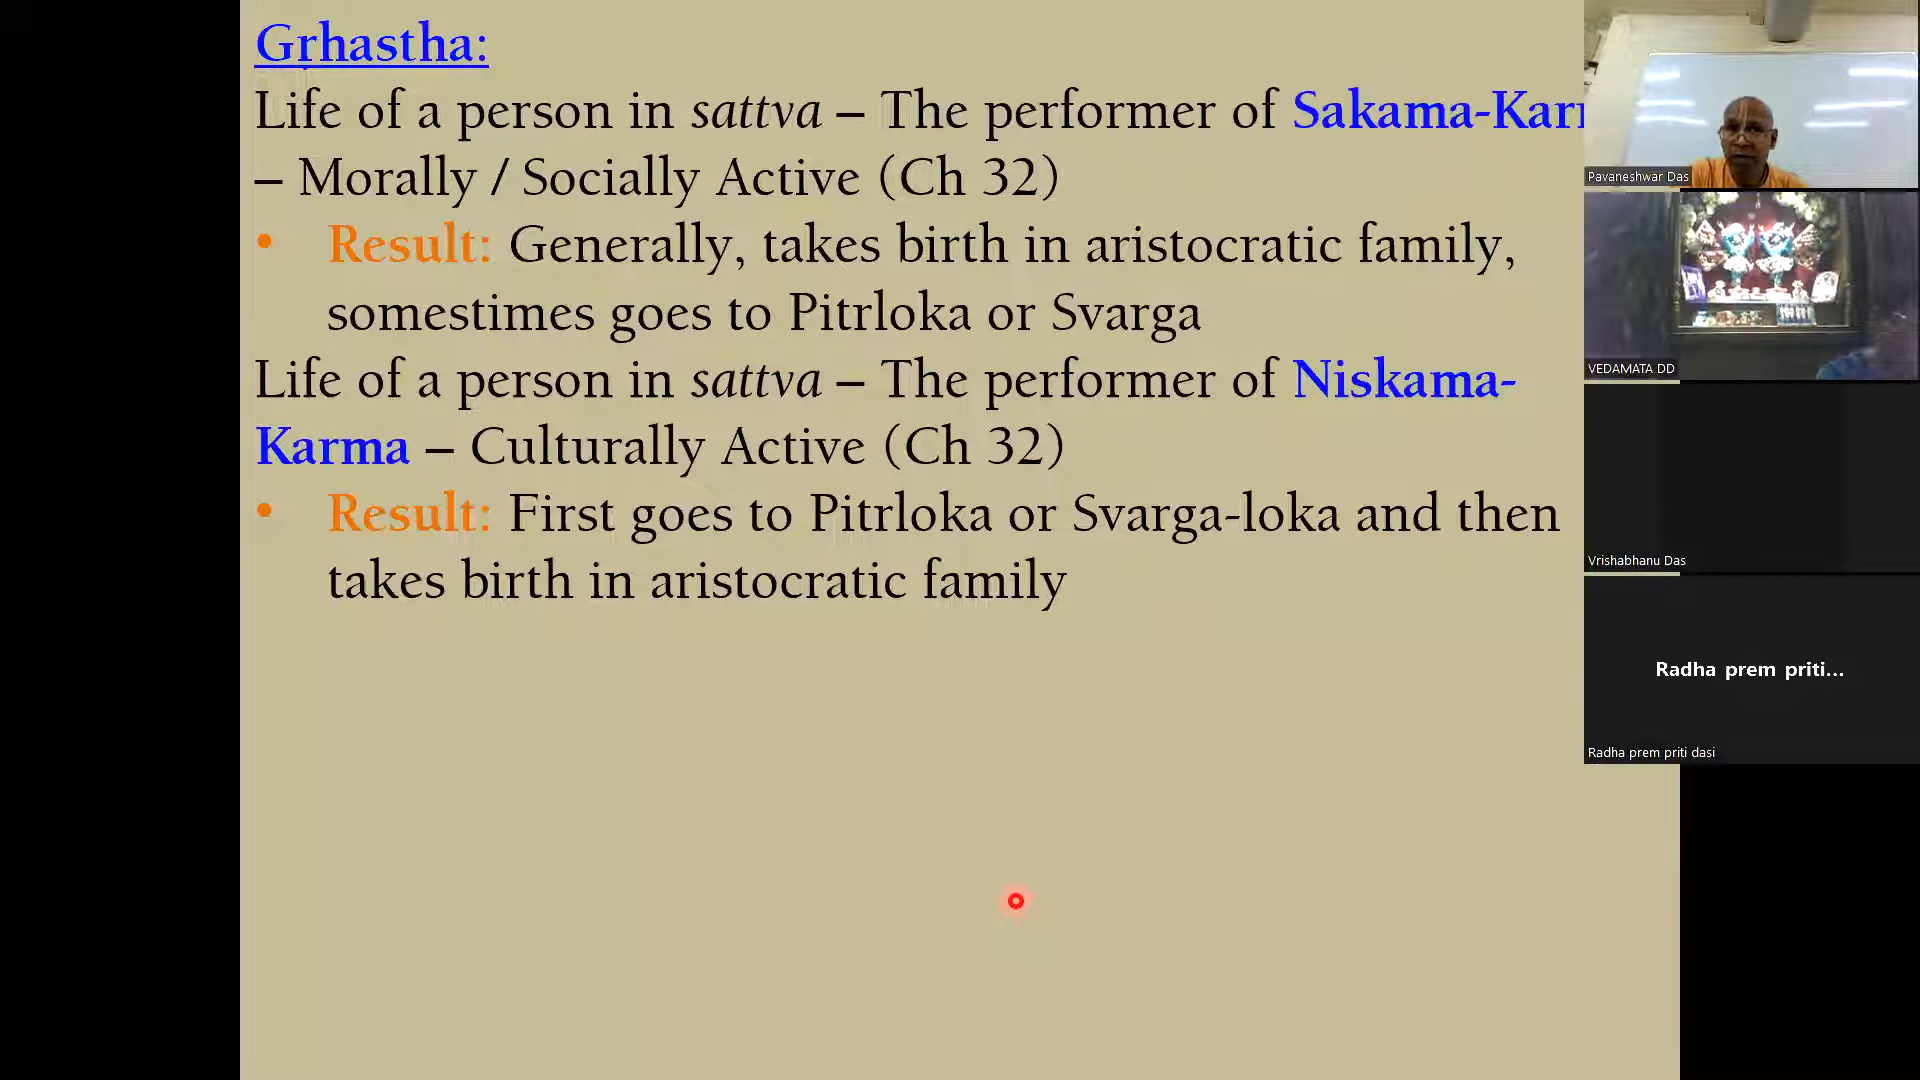 Gṛhastha:
Life of a person in sattva – The performer of Sakama-Kar
– Morally / Socially Active (Ch 32)
• Result: Generally, takes birth in aristocratic family,
somestimes goes to Pitrloka or Svarga
Life of a person in sattva – The performer of Niskama-
Karma – Culturally Active (Ch 32)
• Result: First goes to Pitrloka or Svarga-loka and then
takes birth in aristocratic family
Pavaneshwar Das
VEDAMATA DD
Vrishabhanu Das
Radha prem priti...
Radha prem priti dasi